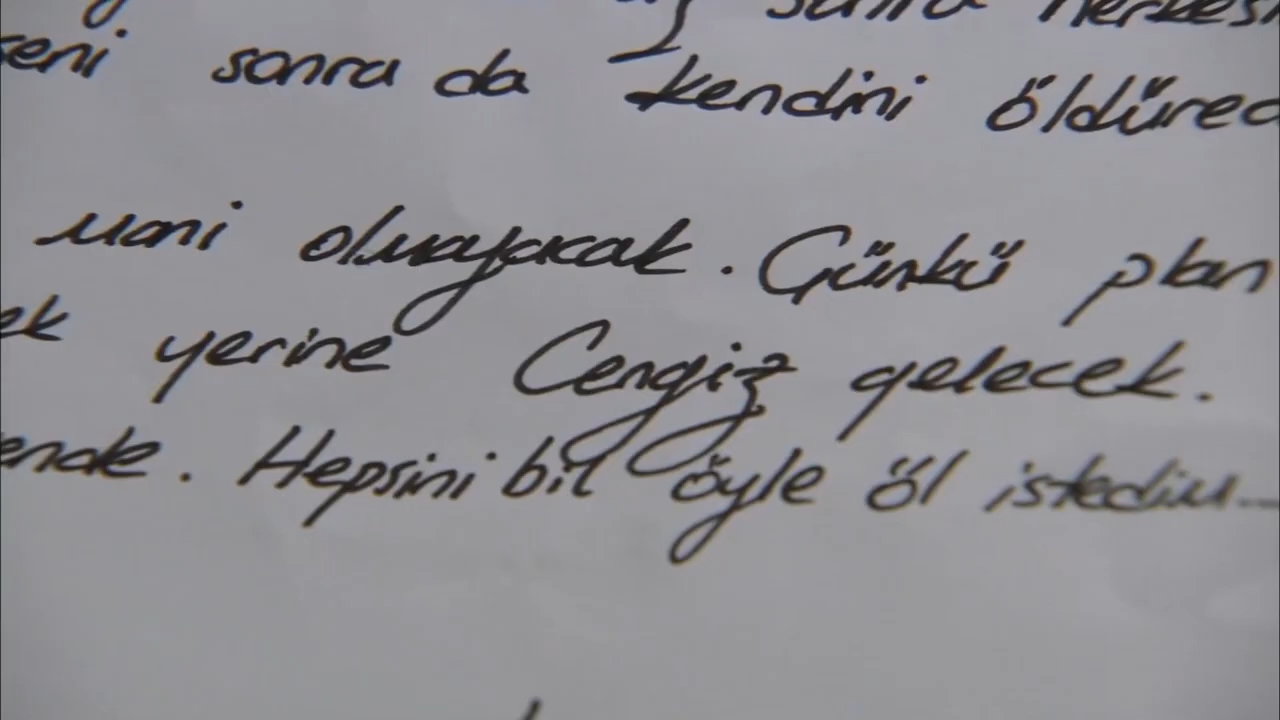 sonra herkesi
seni sonra da kendini öldürec
mani olmayacak. Çünkü plan
ek yerine Cengiz gelecek.
enak. Hepsini bil öyle öl istedim...